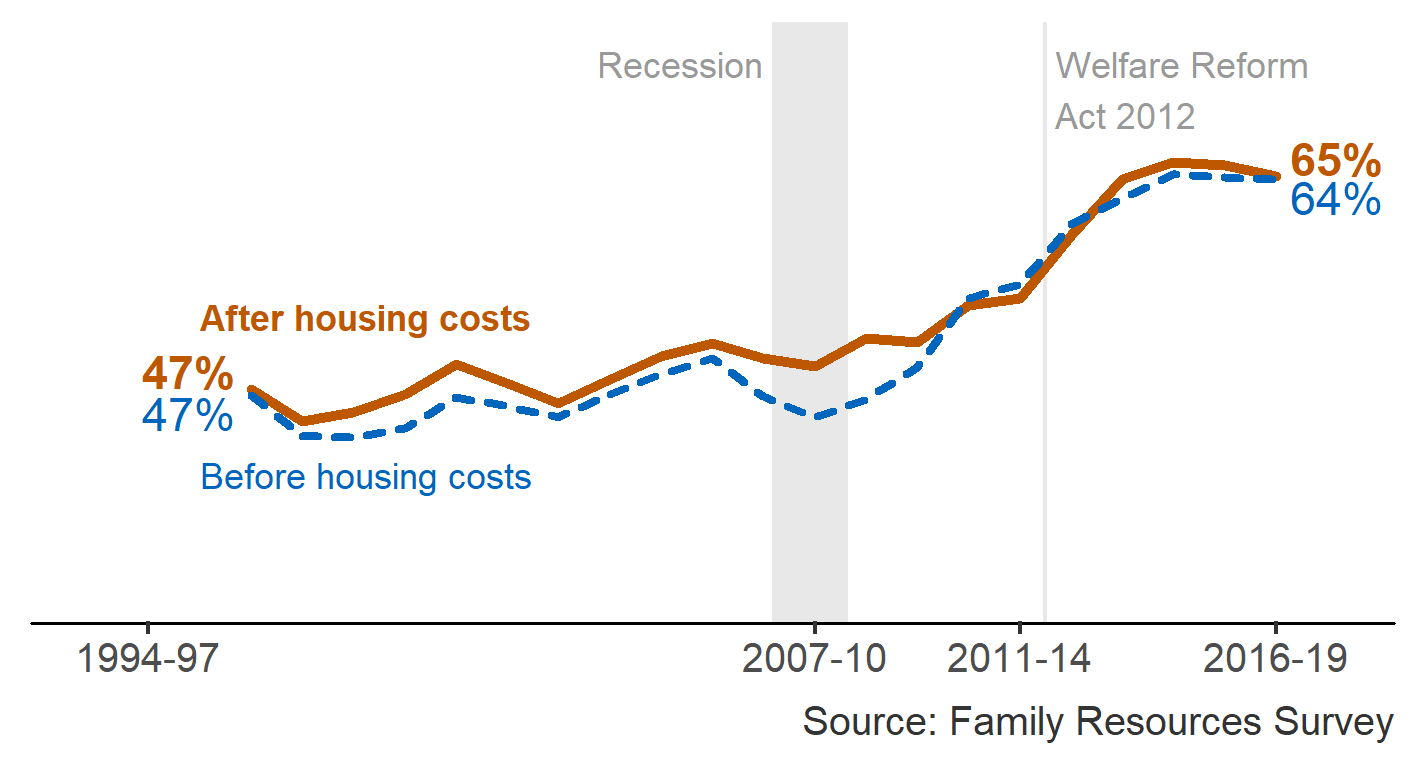 Recession
Welfare Reform
Act 2012
65%
64%
After housing costs
47%
47%
Before housing costs
1994-97
2007-10
2011-14
2016-19
Source: Family Resources Survey